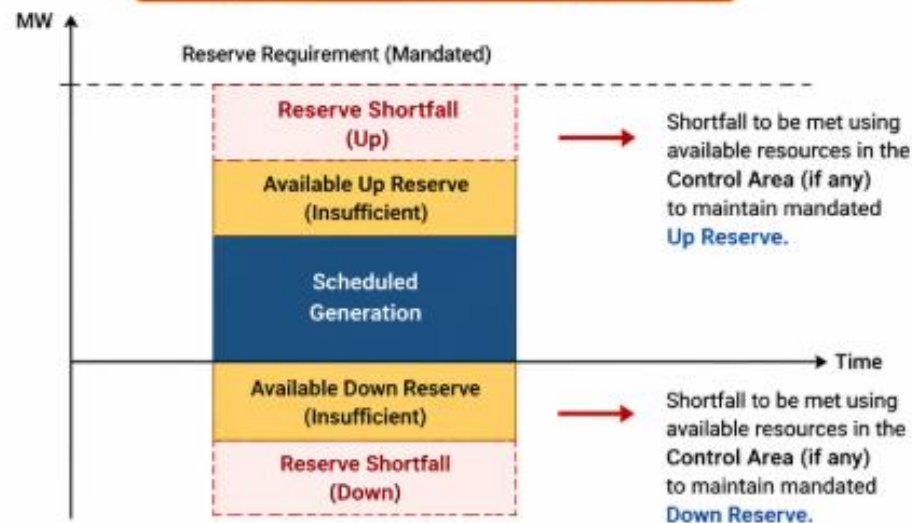 MW
Reserve Requirement (Mandated)
Reserve Shortfall
(Up)
Available Up Reserve
(Insufficient)
Scheduled
Generation
Shortfall to be met using
available resources in the
Control Area (if any)
to maintain mandated
Up Reserve.
Time
Available Down Reserve
(Insufficient)
Reserve Shortfall
(Down)
Shortfall to be met using
available resources in the
Control Area (if any)
to maintain mandated
Down Reserve.